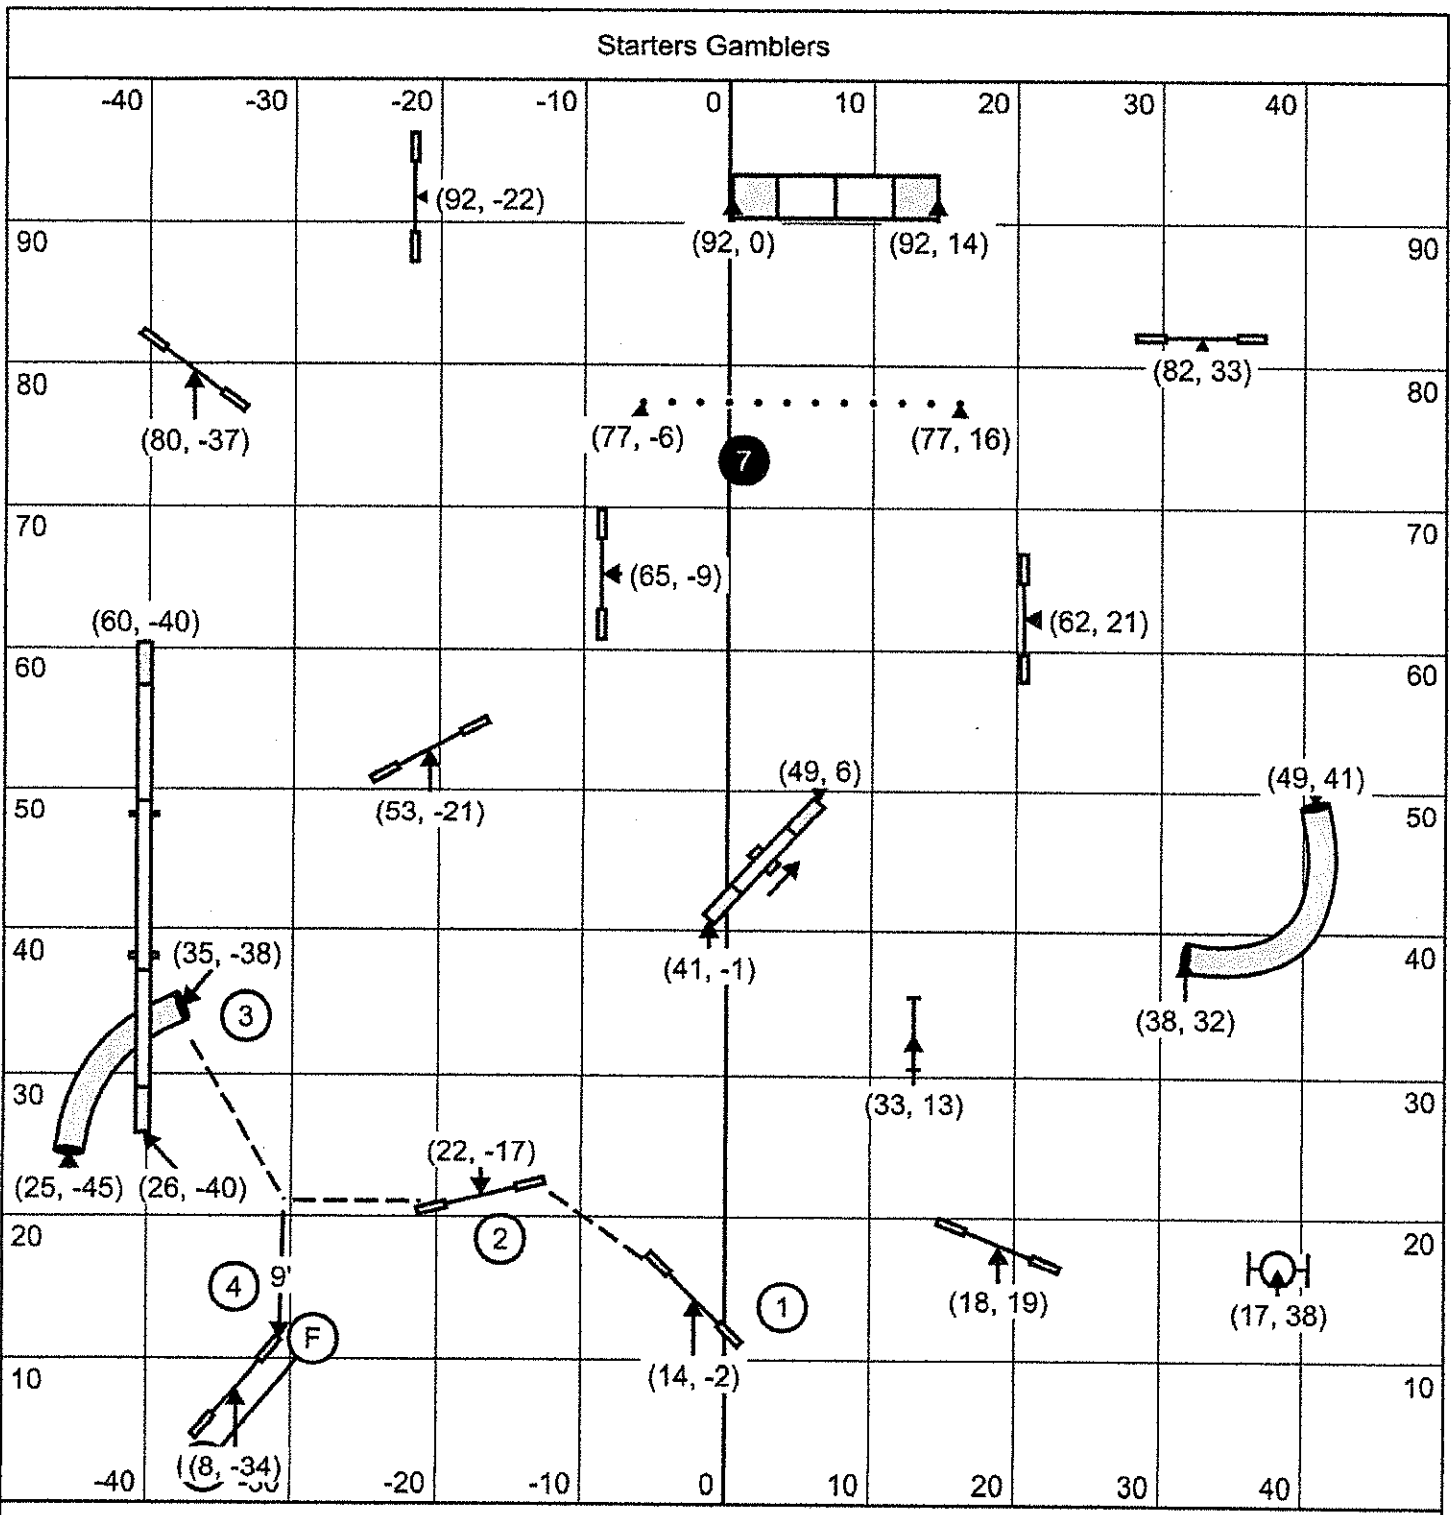 Starters Gamblers
-40 -30 -20 -10 0 10 20 30 40
(92, -22)
90 (92, 0) (92, 14) 90
80 (82, 33) 80
(80, -37) (77, -6) (77, 16)
7
70 70
(65, -9)
(60, -40) (62, 21)
60 60
(49, 6) (49, 41)
50 (53, -21) 50
40 (35, -38) (41, -1) 40
3 (38, 32)
30 (33, 13) 30
(22, -17)
(25, -45) (26, -40)
20 2 20
4 9' 1 (18, 19) (17, 38)
F
10 (14, -2) 10
(8, -34)
-40 -20 -10 0 10 20 30 40